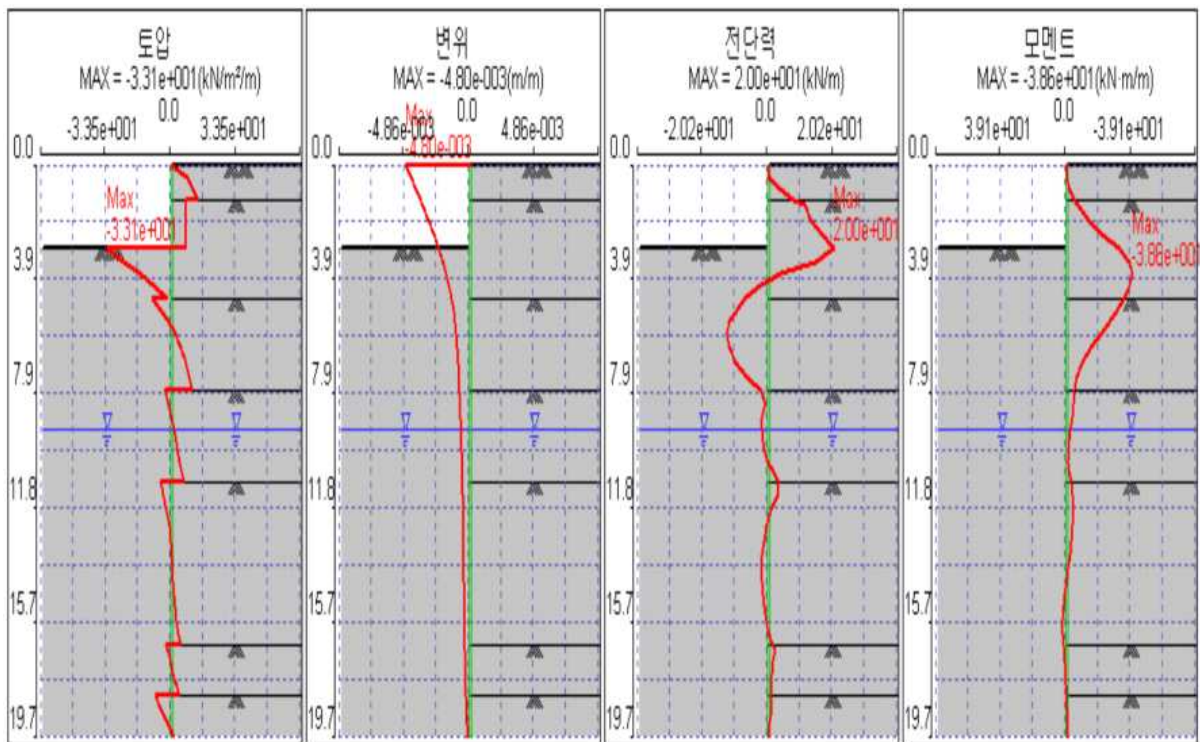 토압
MAX = -3.31e+001(kN/m²/m)
0.0
-3.35e+001 3.35e+001
0.0
Max
-3.31e+001
3.9
7.9
11.8
15.7
19.7
변위
MAX = -4.80e-003(m/m)
0.0
-4.86e-003 4.86e-003
Max
-4.80e-003
0.0
3.9
7.9
11.8
15.7
19.7
전단력
MAX = 2.00e+001(kN/m)
0.0
-2.02e+001 2.02e+001
0.0
Max
2.00e+001
3.9
7.9
11.8
15.7
19.7
모멘트
MAX = -3.86e+001(kN·m/m)
0.0
3.91e+001 -3.91e+001
0.0
Max
-3.86e+001
3.9
7.9
11.8
15.7
19.7